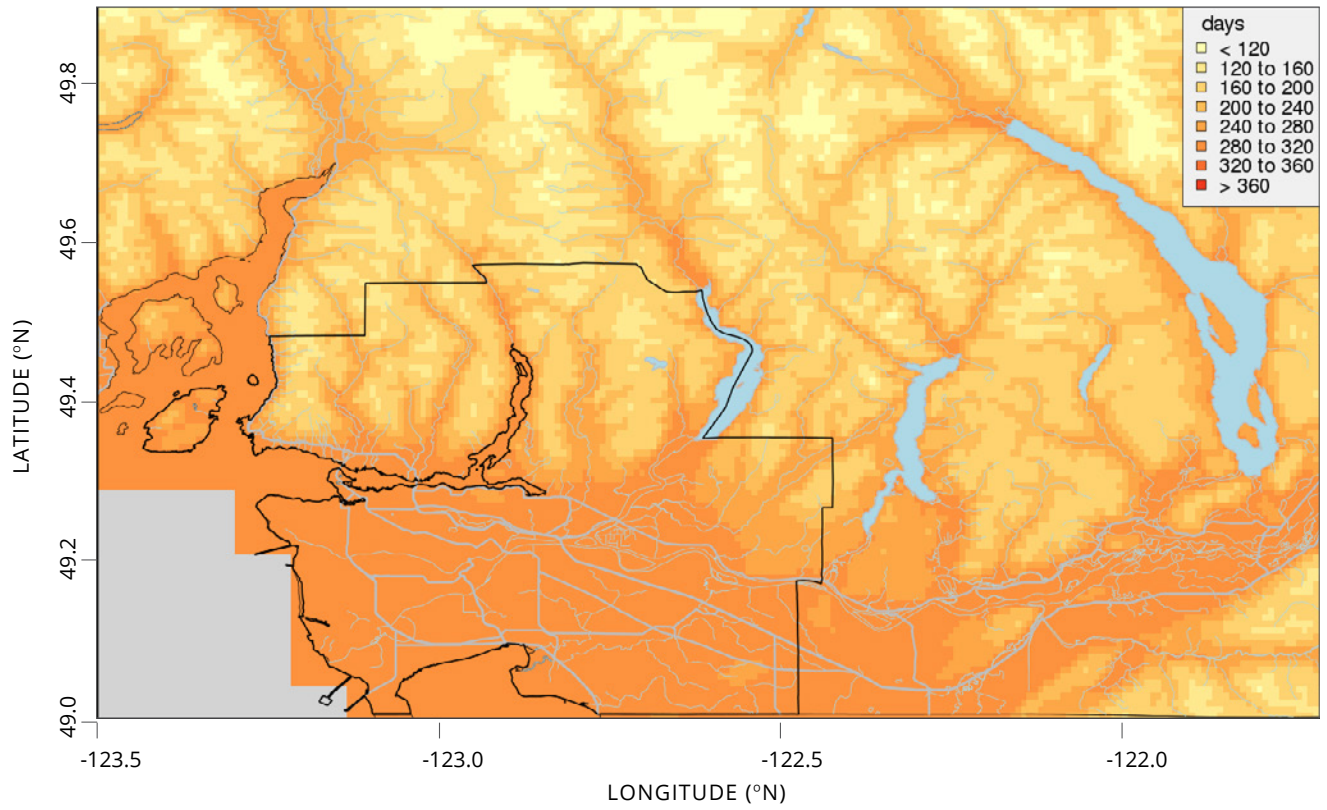 days
< 120
120 to 160
160 to 200
200 to 240
240 to 280
280 to 320
320 to 360
> 360
49.8
49.6
49.4
49.2
49.0
LATITUDE (°N)
-123.5
-123.0
-122.5
-122.0
LONGITUDE (°N)